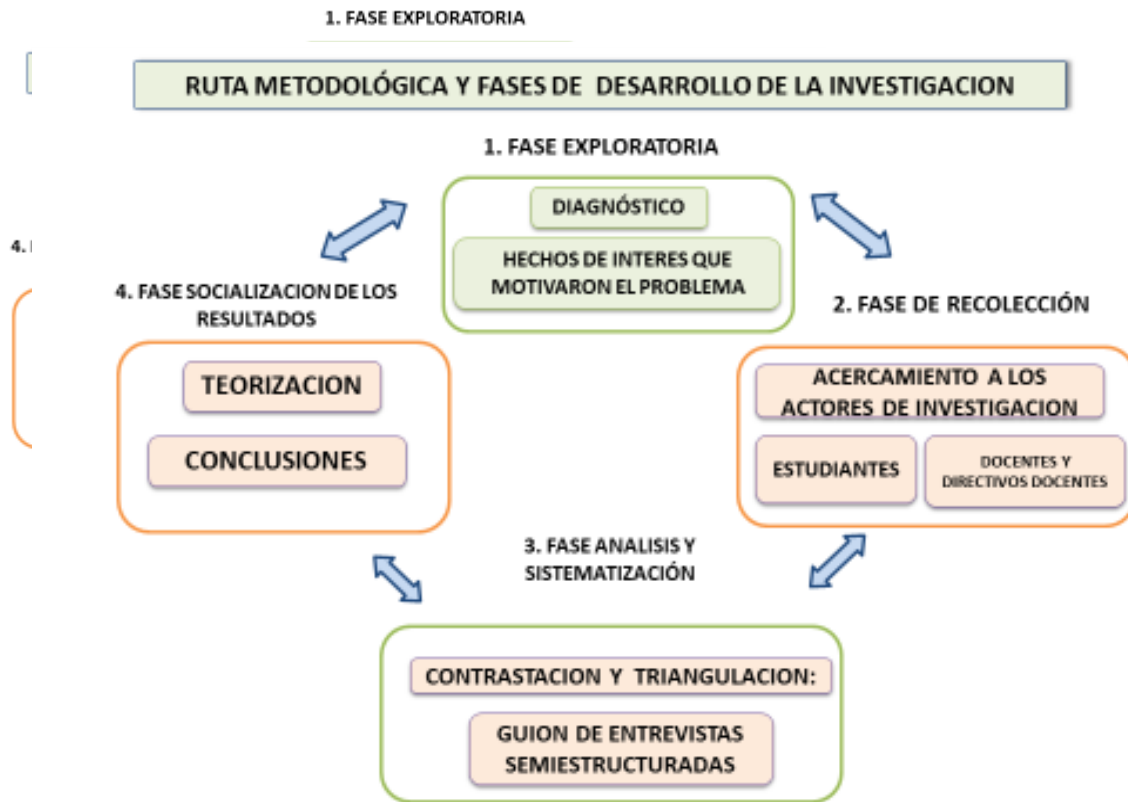 1. FASE EXPLORATORIA
RUTA METODOLÓGICA Y FASES DE DESARROLLO DE LA INVESTIGACION
1. FASE EXPLORATORIA
DIAGNÓSTICO
HECHOS DE INTERES QUE
MOTIVARON EL PROBLEMA
4.
4. FASE SOCIALIZACION DE LOS
RESULTADOS
TEORIZACION
CONCLUSIONES
2. FASE DE RECOLECCIÓN
ACERCAMIENTO A LOS
ACTORES DE INVESTIGACION
ESTUDIANTES
DOCENTES Y
DIRECTIVOS DOCENTES
3. FASE ANALISIS Y
SISTEMATIZACIÓN
CONTRASTACION Y TRIANGULACION:
GUION DE ENTREVISTAS
SEMIESTRUCTURADAS